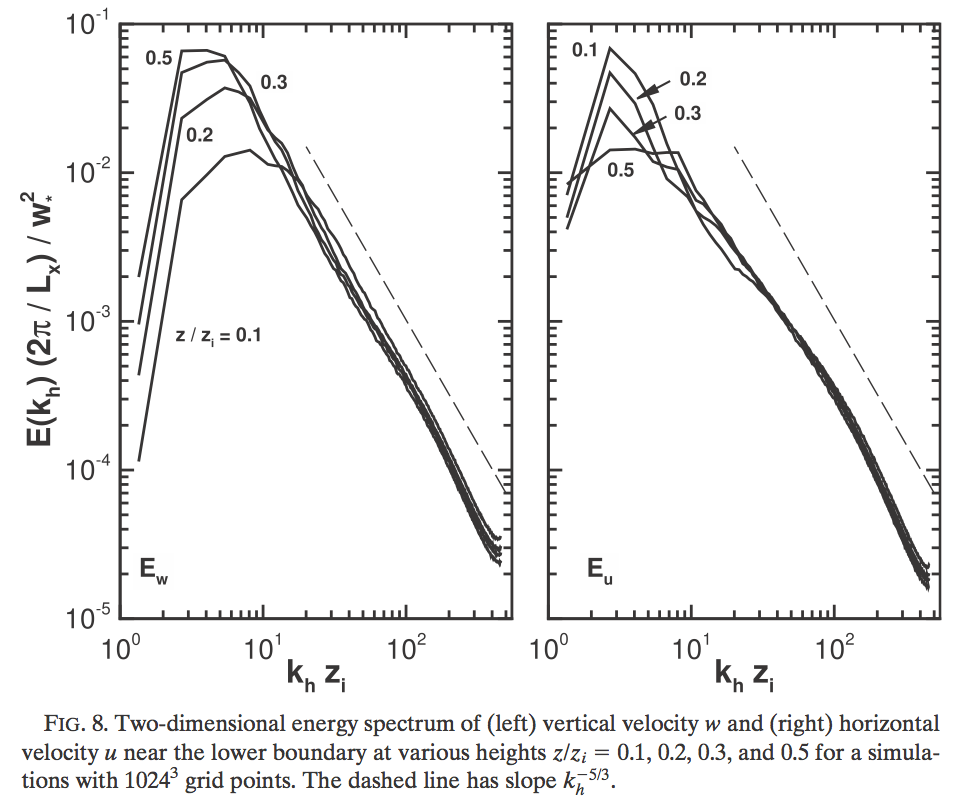 E(k_h) (2π / L_x) / w_*^2
10^-1
10^-2
10^-3
10^-4
10^-5
0.5
0.3
0.2
z / z_i = 0.1
E_w
10^0
10^1
10^2
k_h z_i
0.1
0.2
0.3
0.5
E_u
10^0
10^1
10^2
k_h z_i
FIG. 8. Two-dimensional energy spectrum of (left) vertical velocity w and (right) horizontal
velocity u near the lower boundary at various heights z/z_i = 0.1, 0.2, 0.3, and 0.5 for a simula-
tions with 1024^3 grid points. The dashed line has slope k_h^-5/3.